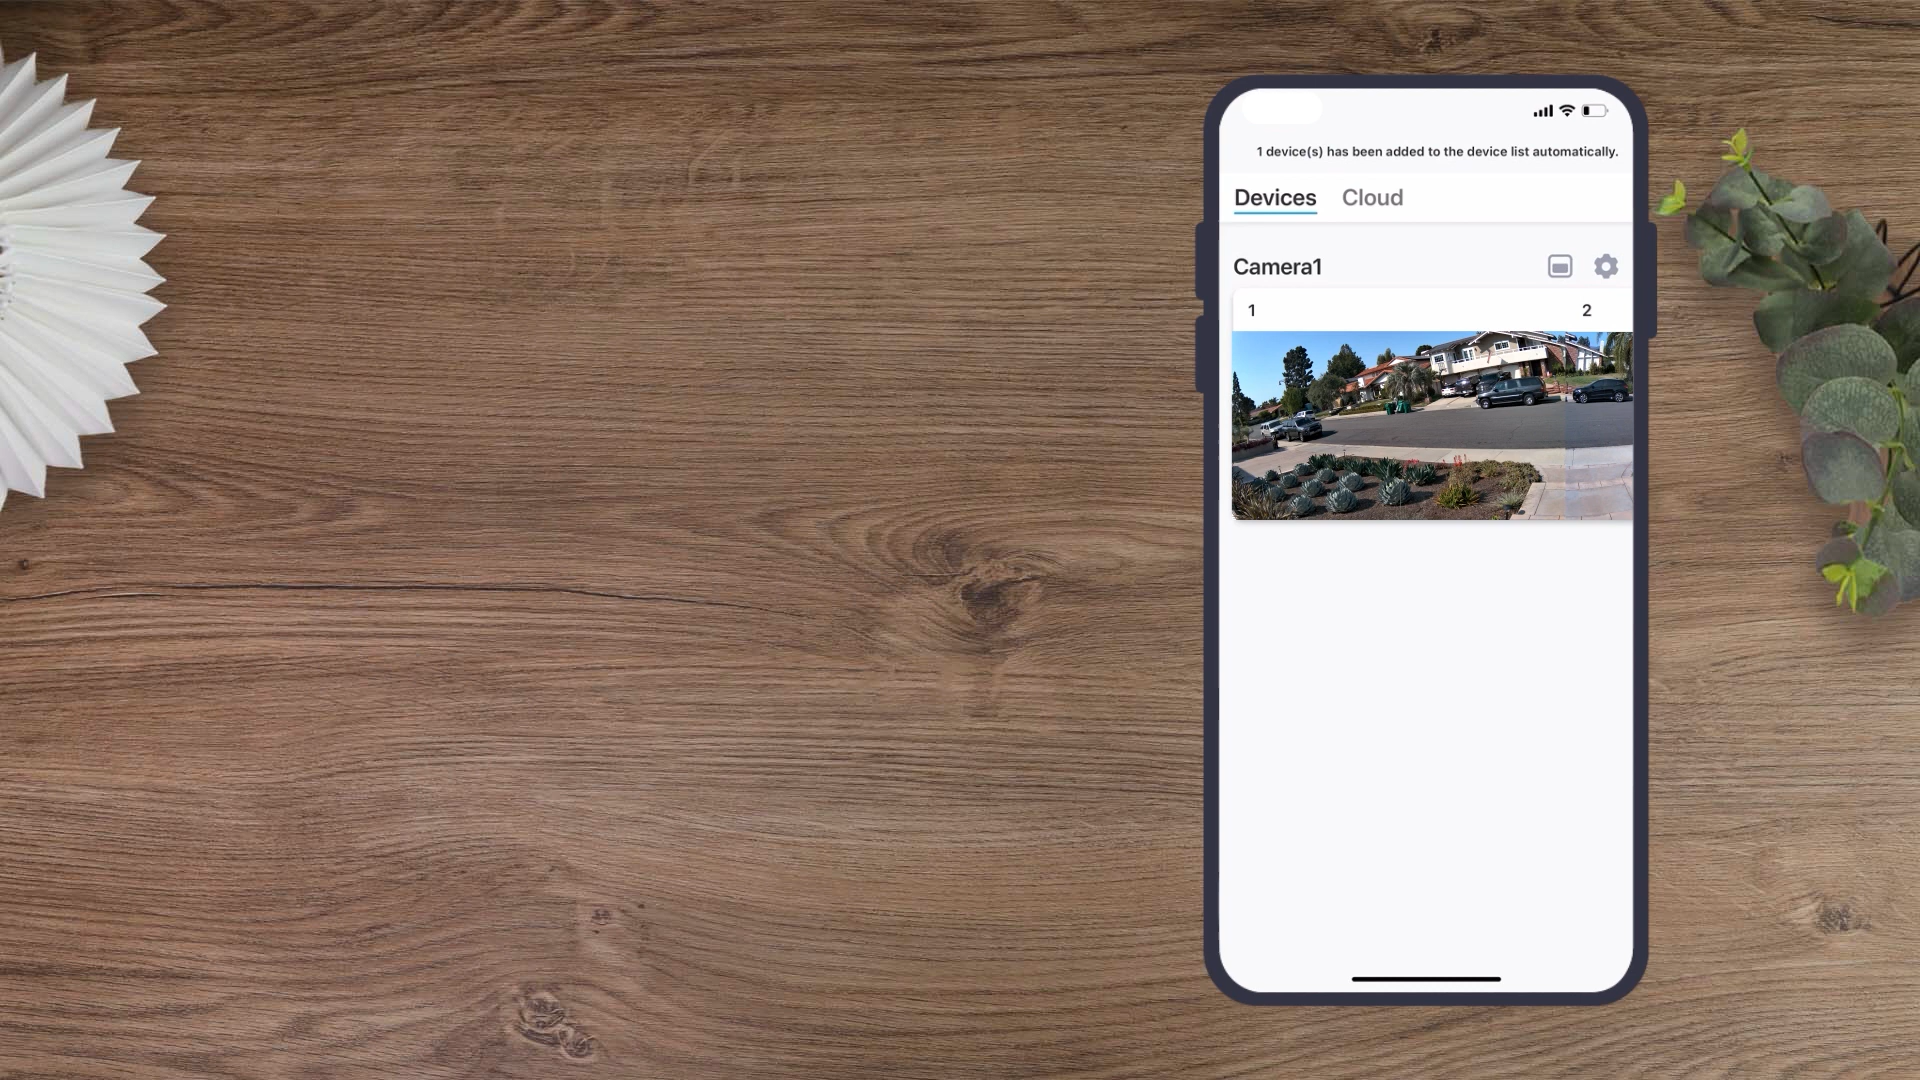 1 device(s) has been added to the device list automatically.
Devices Cloud
Camera1
1 2